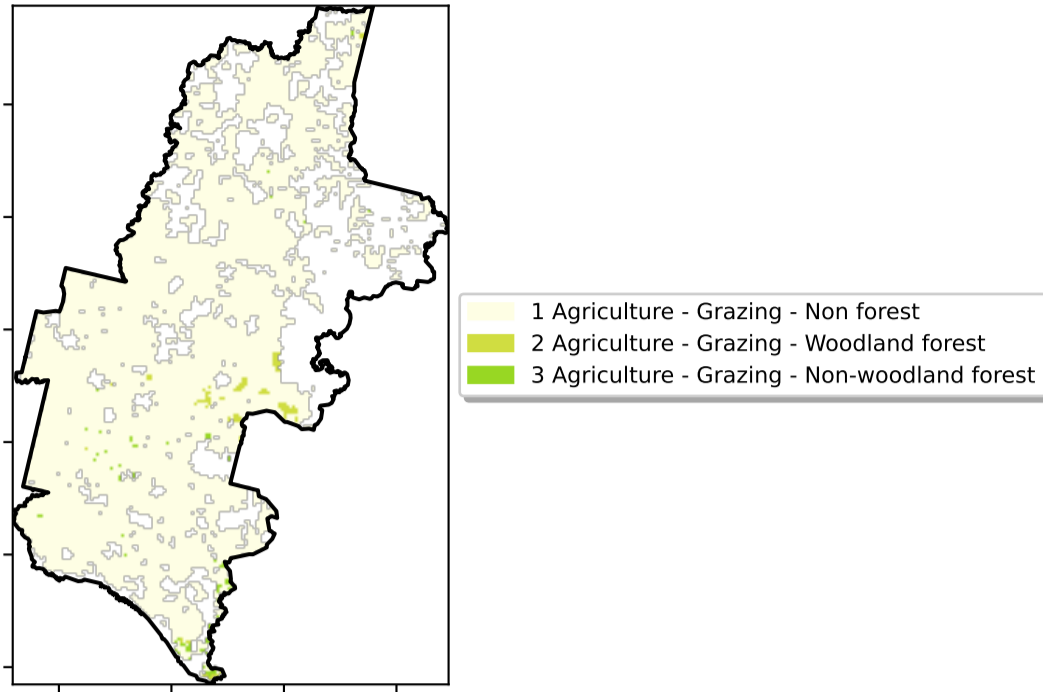 1 Agriculture - Grazing - Non forest
2 Agriculture - Grazing - Woodland forest
3 Agriculture - Grazing - Non-woodland forest